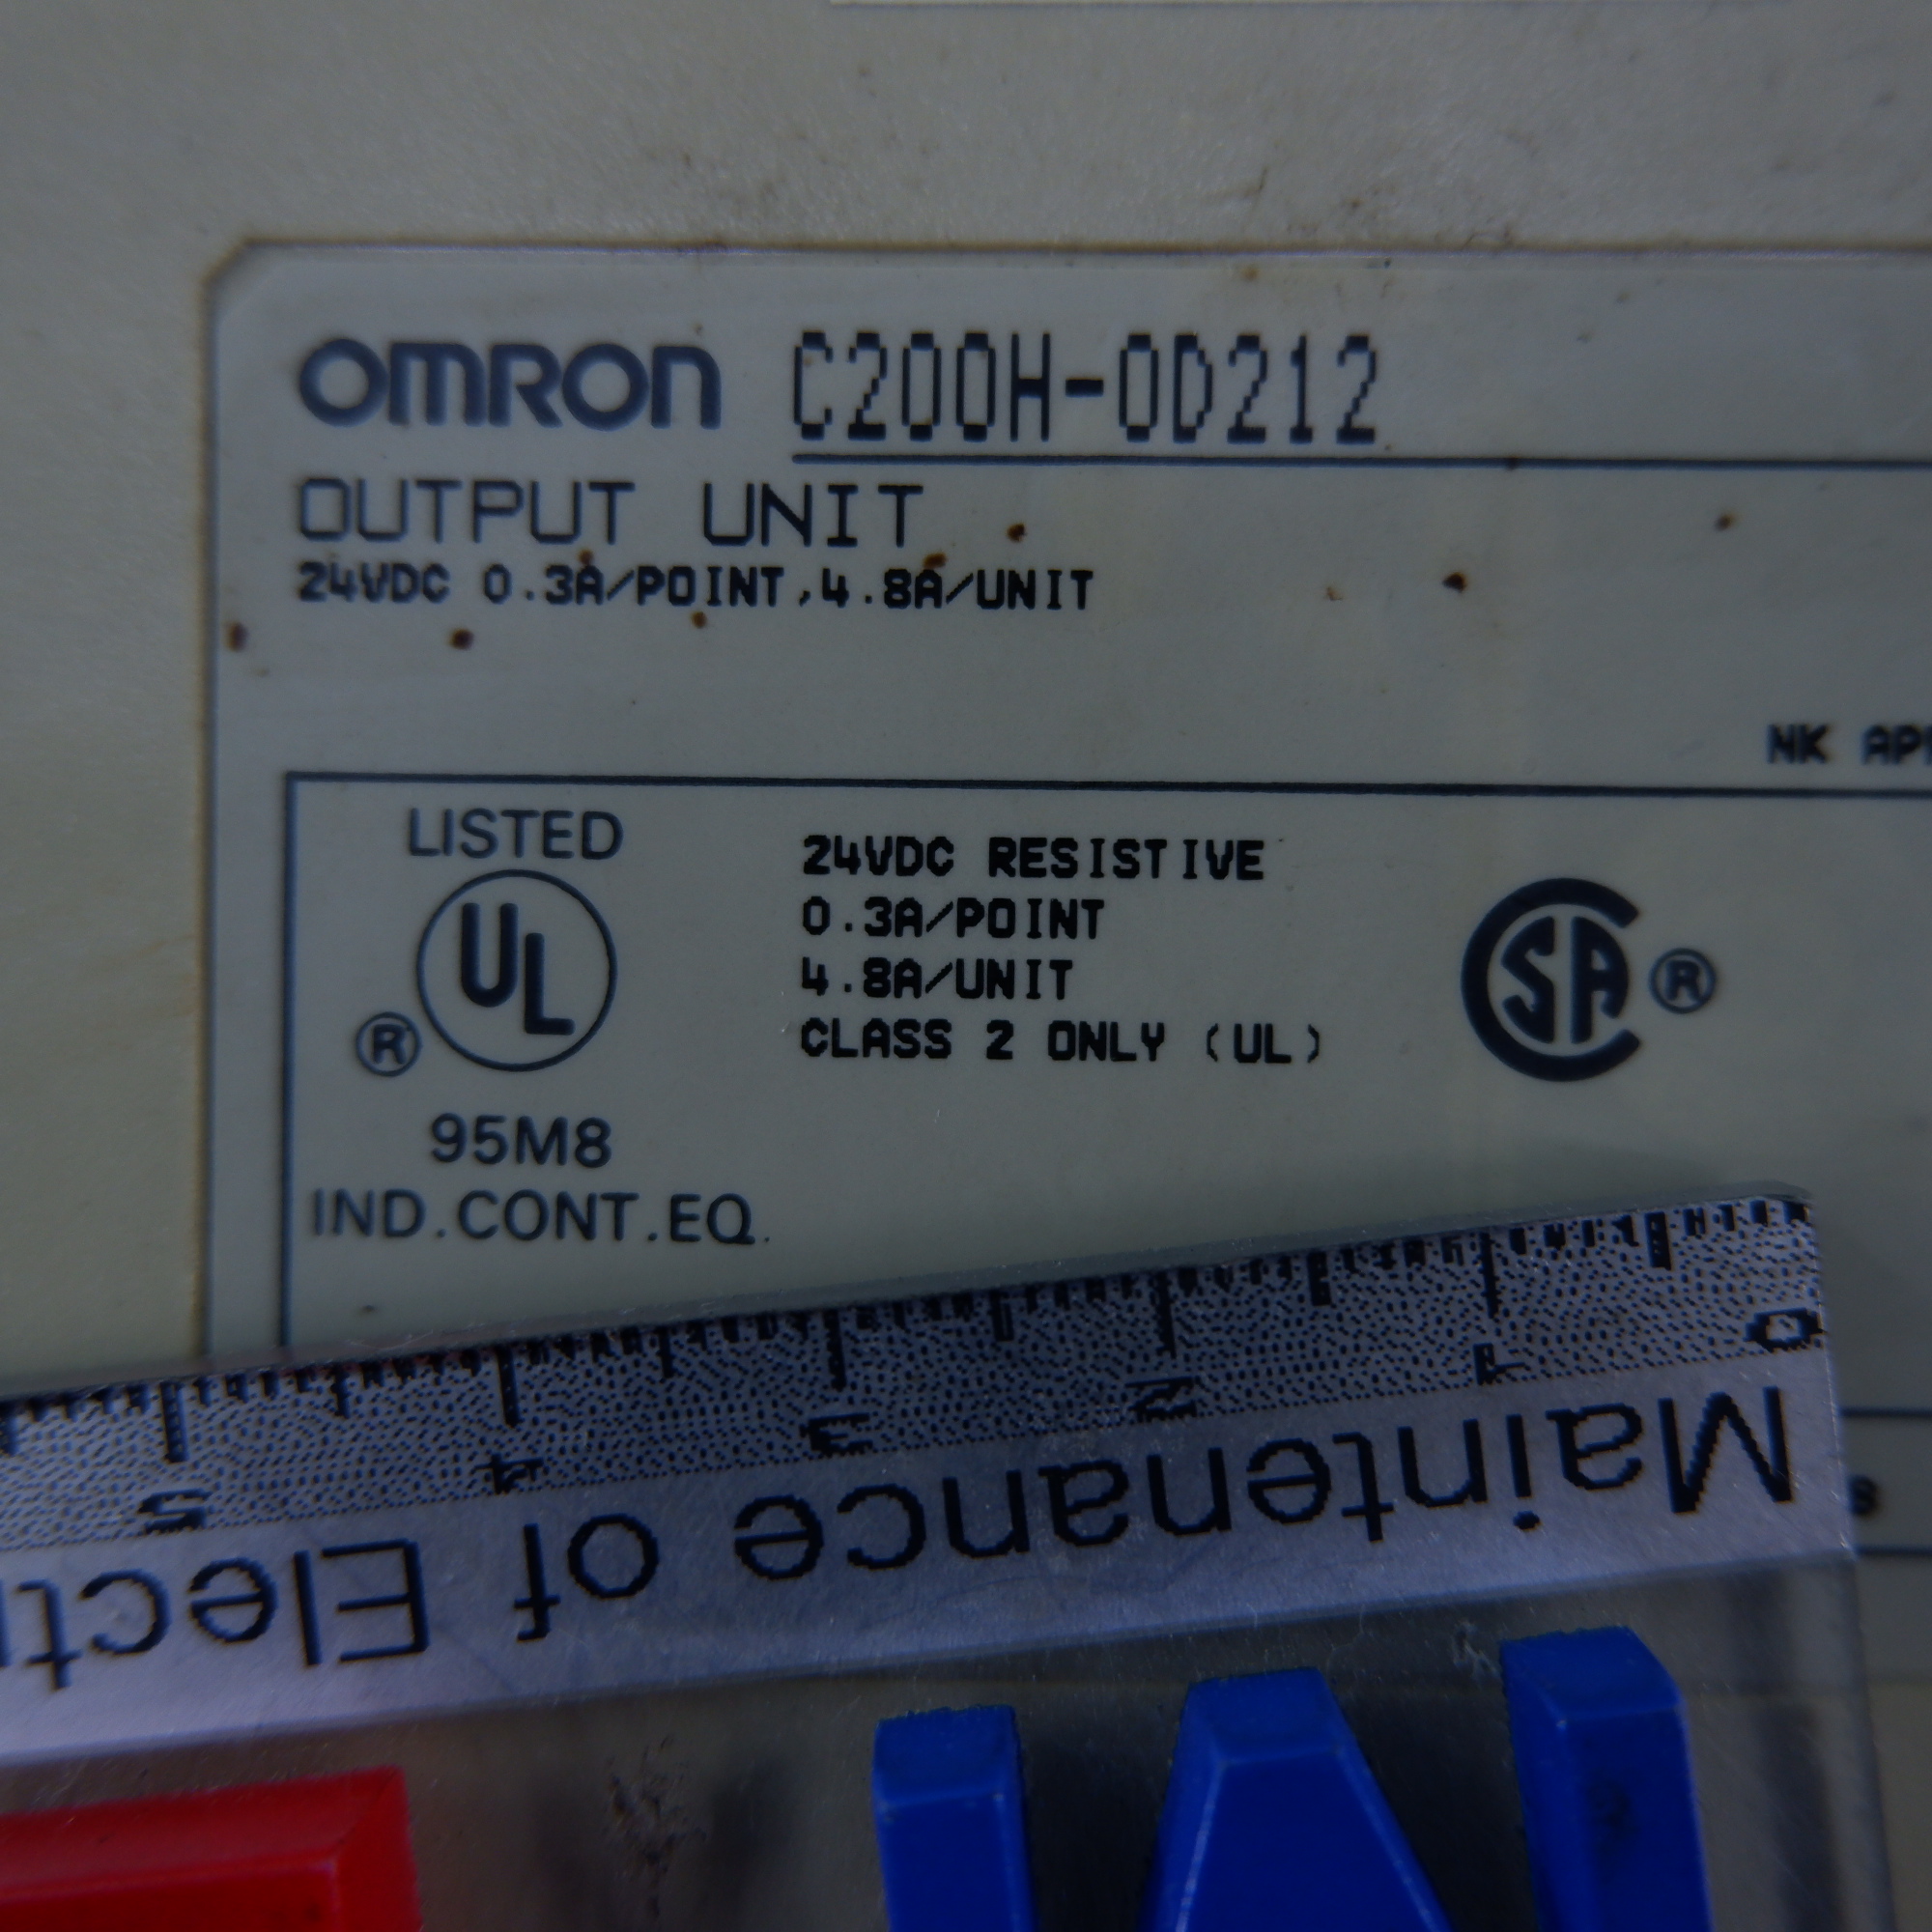 OMRON C200H-OD212
OUTPUT UNIT
24VDC 0.3A/POINT,4.8A/UNIT
NK
LISTED
UL
®
95M8
IND.CONT.EQ.
24VDC RESISTIVE
0.3A/POINT
4.8A/UNIT
CLASS 2 ONLY (UL)
SA ®
0 1 2 3 4 5
Maintenance of